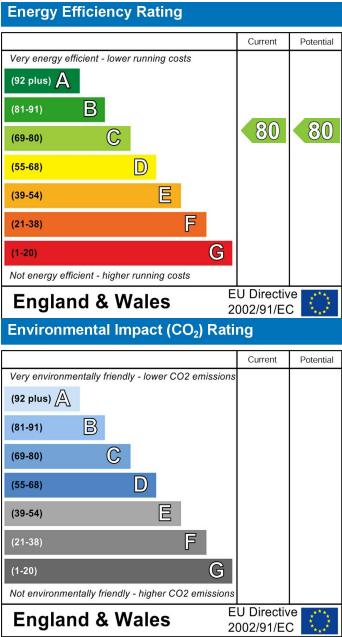 Energy Efficiency Rating
Current Potential
Very energy efficient - lower running costs
(92 plus) A
(81-91) B
(69-80) C 80 80
(55-68) D
(39-54) E
(21-38) F
(1-20) G
Not energy efficient - higher running costs
England & Wales
EU Directive
2002/91/EC
Environmental Impact (CO₂) Rating
Current Potential
Very environmentally friendly - lower CO2 emissions
(92 plus) A
(81-91) B
(69-80) C
(55-68) D
(39-54) E
(21-38) F
(1-20) G
Not environmentally friendly - higher CO2 emissions
England & Wales
EU Directive
2002/91/EC